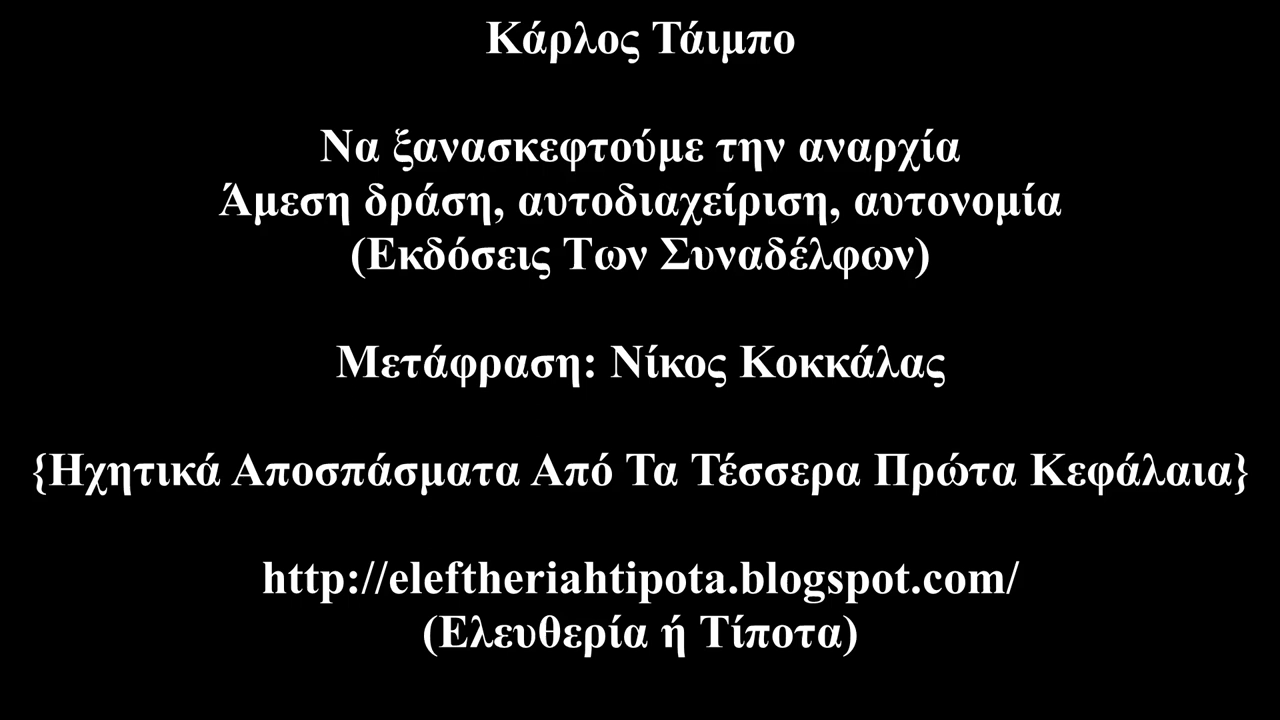 Κάρλος Τάιμπο
Να ξανασκεφτούμε την αναρχία
Άμεση δράση, αυτοδιαχείριση, αυτονομία
(Εκδόσεις Των Συναδέλφων)
Μετάφραση: Νίκος Κοκκάλας
{Ηχητικά Αποσπάσματα Από Τα Τέσσερα Πρώτα Κεφάλαια}
http://eleftheriahtipota.blogspot.com/
(Ελευθερία ή Τίποτα)